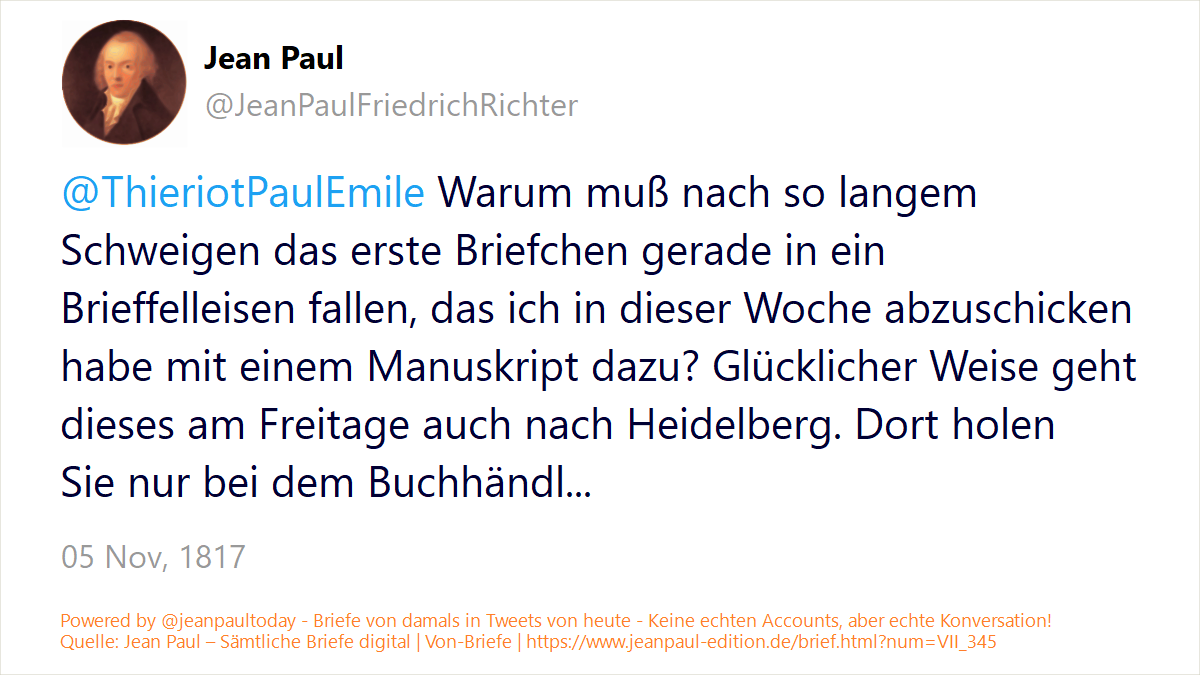 Jean Paul
@JeanPaulFriedrichRichter
@ThieriotPaulEmile Warum muß nach so langem
Schweigen das erste Briefchen gerade in ein
Brieffelleisen fallen, das ich in dieser Woche abzuschicken
habe mit einem Manuskript dazu? Glücklicher Weise geht
dieses am Freitage auch nach Heidelberg. Dort holen
Sie nur bei dem Buchhändl...
05 Nov, 1817
Powered by @jeanpaultoday - Briefe von damals in Tweets von heute - Keine echten Accounts, aber echte Konversation!
Quelle: Jean Paul – Sämtliche Briefe digital | Von-Briefe | https://www.jeanpaul-edition.de/brief.html?num=VII_345